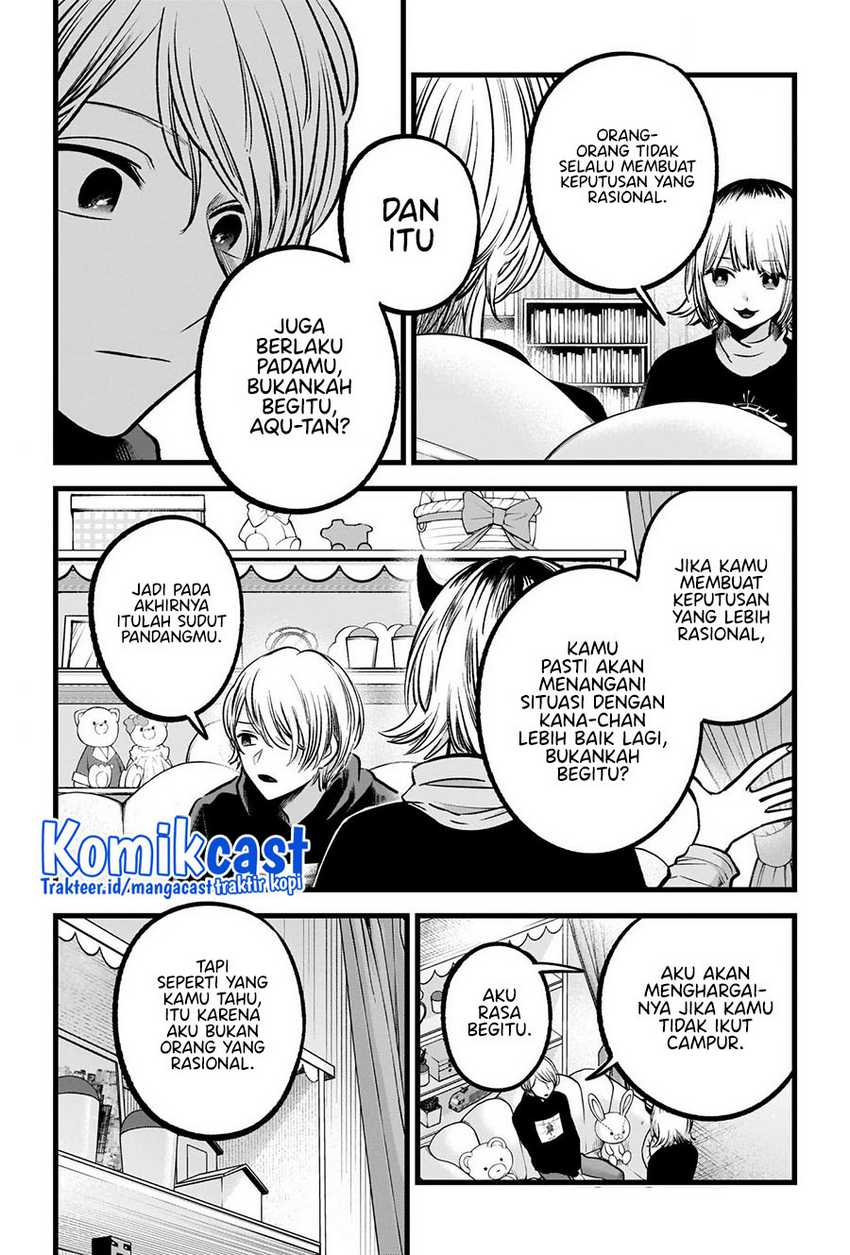 ORANG-
ORANG TIDAK
SELALU MEMBUAT
KEPUTUSAN YANG
RASIONAL.
DAN
ITU
JUGA
BERLAKU
PADAMU,
BUKANKAH
BEGITU,
AQU-TAN?
JIKA KAMU
MEMBUAT
KEPUTUSAN
YANG LEBIH
RASIONAL,
KAMU
PASTI AKAN
MENANGANI
SITUASI DENGAN
KANA-CHAN
LEBIH BAIK LAGI,
BUKANKAH
BEGITU?
JADI PADA
AKHIRNYA
ITULAH SUDUT
PANDANGMU.
Komikcast
Trakteer.id/mangacast traktir kopi
AKU AKAN
MENGHARGAI-
NYA JIKA KAMU
TIDAK IKUT
CAMPUR.
AKU
RASA
BEGITU.
TAPI
SEPERTI YANG
KAMU TAHU,
ITU KARENA
AKU BUKAN
ORANG YANG
RASIONAL.